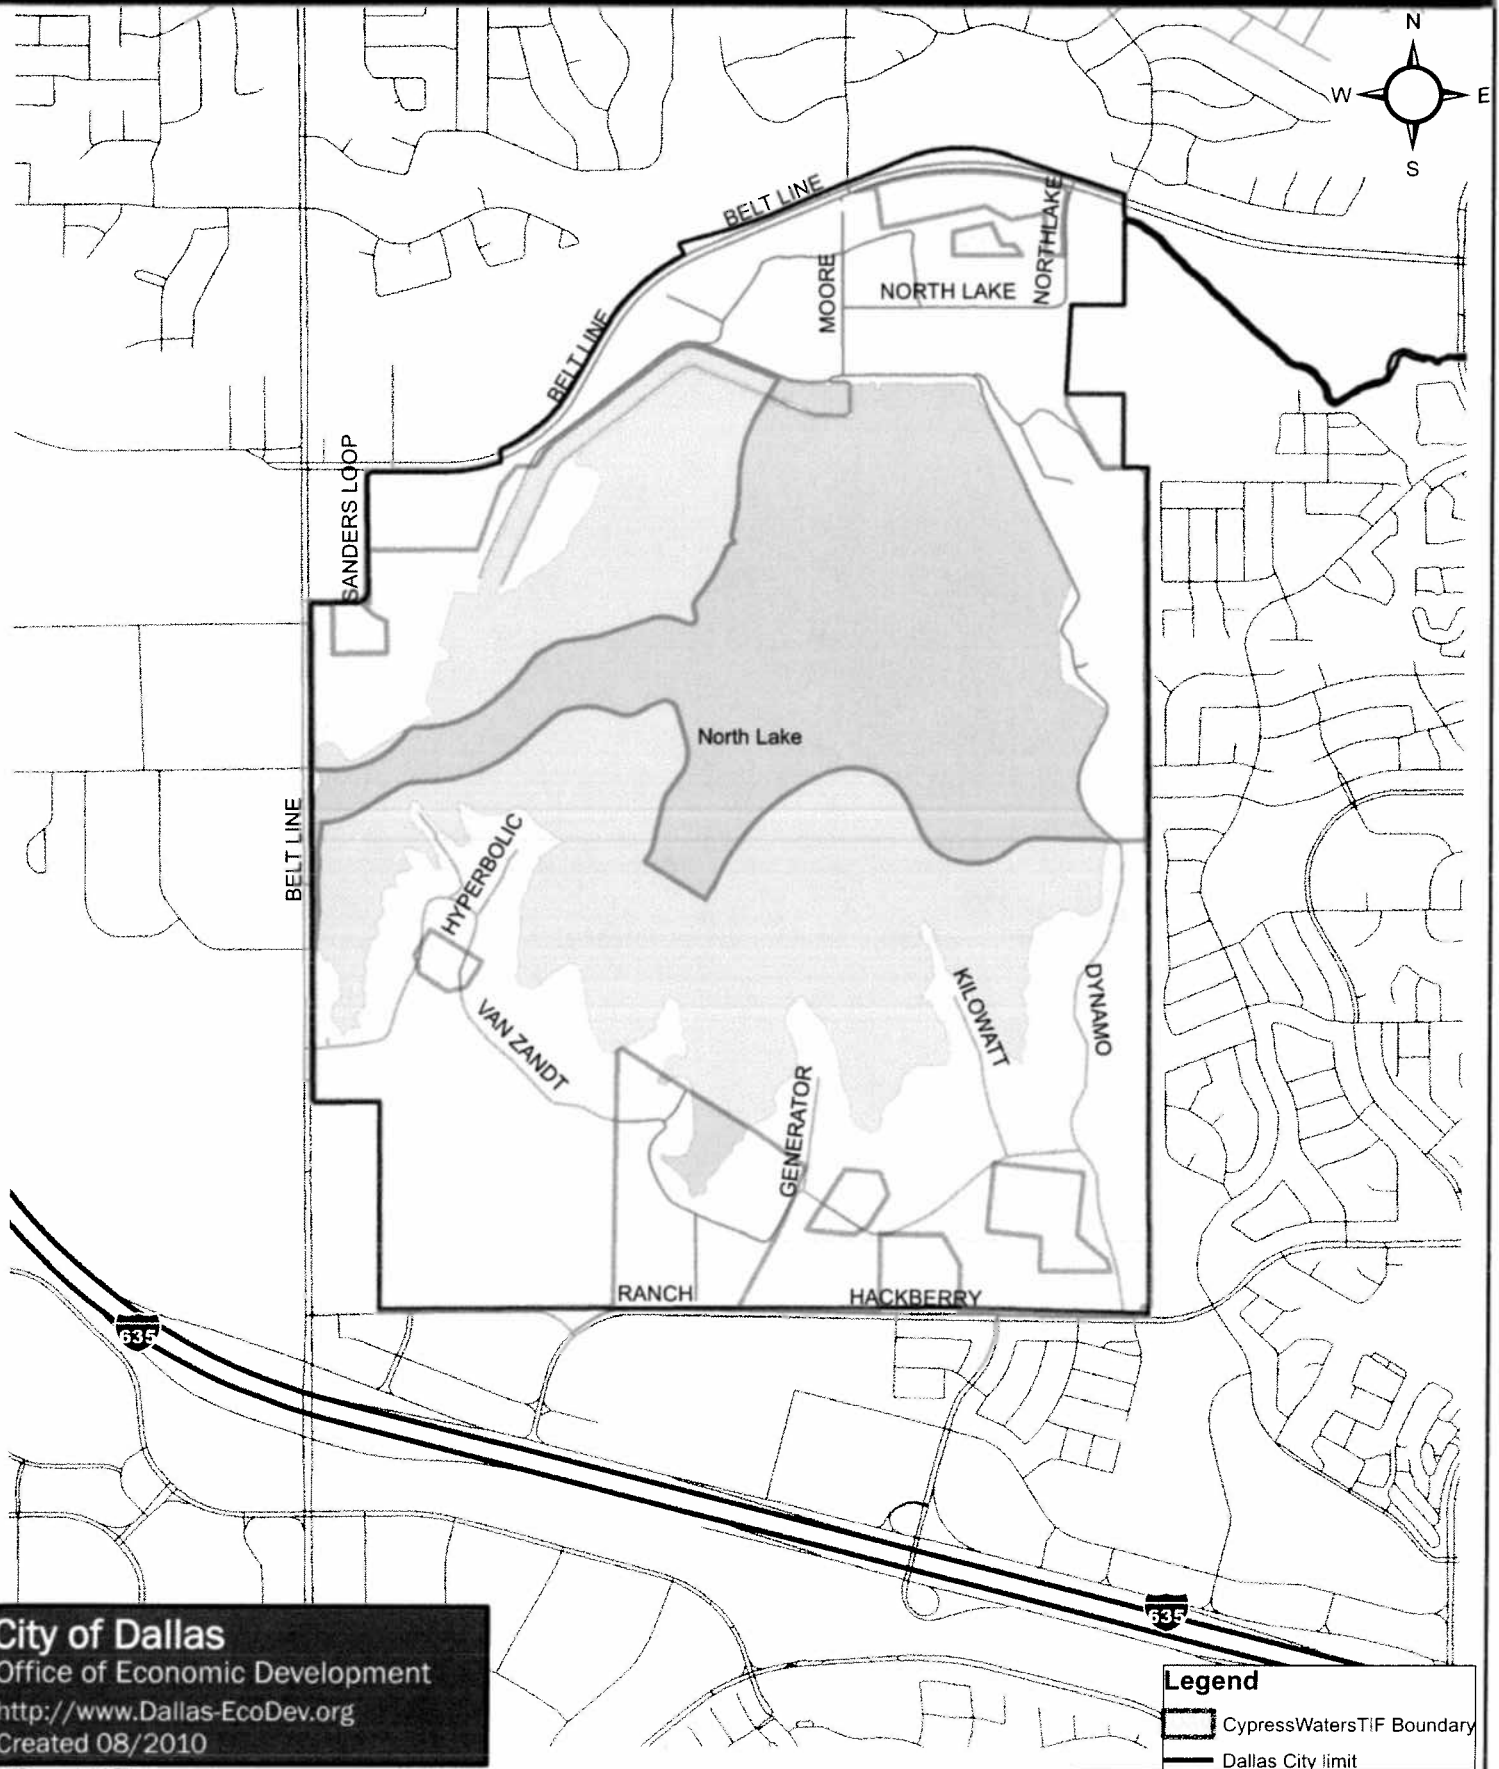 N
W E
S
BELT LINE
NORTHLAKE
MOORE
NORTH LAKE
BELT LINE
SANDERS LOOP
North Lake
BELT LINE
HYPERBOLIC
KILOWATT
DYNAMO
VAN ZANDT
GENERATOR
RANCH
HACKBERRY
635
635
City of Dallas
Office of Economic Development
http://www.Dallas-EcoDev.org
Created 08/2010
Legend
CypressWatersTIF Boundary
Dallas City limit